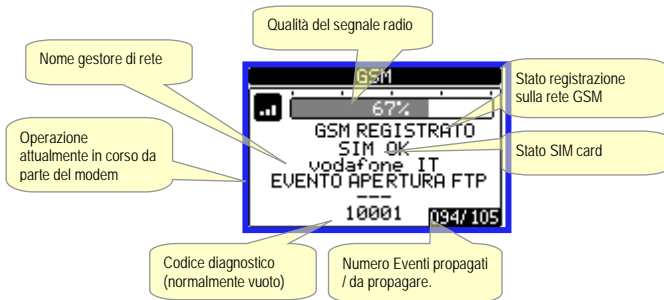 Qualità del segnale radio
Nome gestore di rete
GSM
Stato registrazione
sulla rete GSM
67%
GSM REGISTRATO
SIM OK
Stato SIM card
Operazione
attualmente in corso da
parte del modem
vodafone IT
EVENTO APERTURA FTP
---
10001
094/105
Codice diagnostico
(normalmente vuoto)
Numero Eventi propagati
/ da propagare.